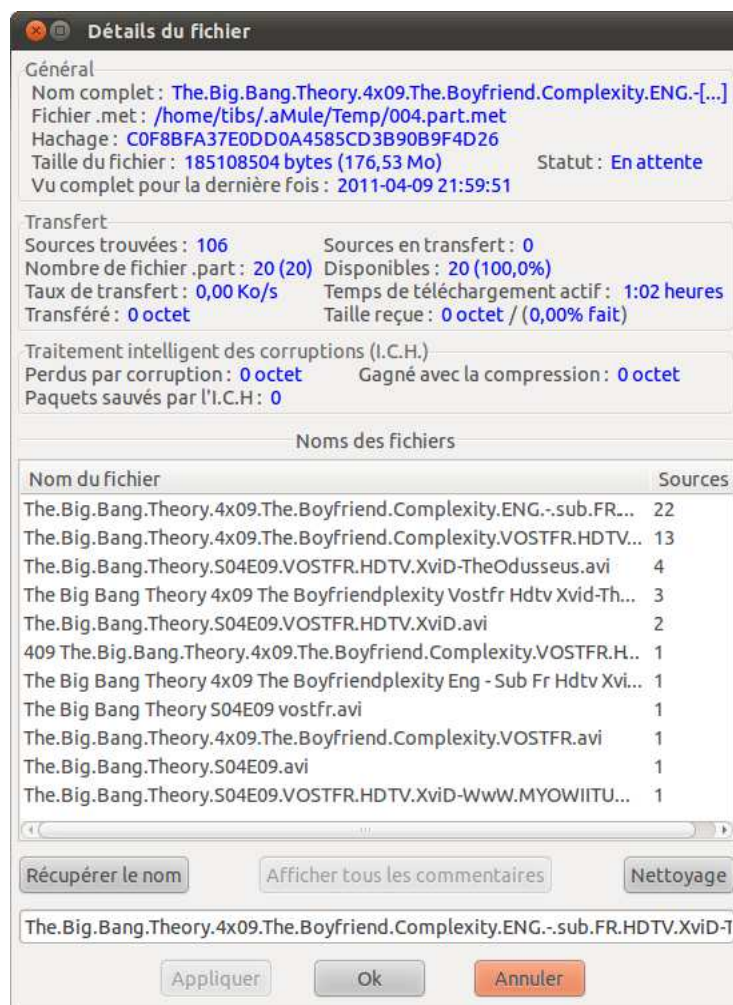 Détails du fichier
Général
Nom complet : The.Big.Bang.Theory.4x09.The.Boyfriend.Complexity.ENG.-[...]
Fichier .met : /home/tibs/.aMule/Temp/004.part.met
Hachage : C0F8BFA37E0DD0A4585CD3B90B9F4D26
Taille du fichier : 185108504 bytes (176,53 Mo) Statut : En attente
Vu complet pour la dernière fois : 2011-04-09 21:59:51
Transfert
Sources trouvées : 106 Sources en transfert : 0
Nombre de fichier .part : 20 (20) Disponibles : 20 (100,0%)
Taux de transfert : 0,00 Ko/s Temps de téléchargement actif : 1:02 heures
Transféré : 0 octet Taille reçue : 0 octet / (0,00% fait)
Traitement intelligent des corruptions (I.C.H.)
Perdus par corruption : 0 octet Gagné avec la compression : 0 octet
Paquets sauvés par l'I.C.H : 0
Noms des fichiers
Nom du fichier Sources
The.Big.Bang.Theory.4x09.The.Boyfriend.Complexity.ENG.-.sub.FR.... 22
The.Big.Bang.Theory.4x09.The.Boyfriend.Complexity.VOSTFR.HDTV... 13
The.Big.Bang.Theory.S04E09.VOSTFR.HDTV.XviD-TheOdusseus.avi 4
The Big Bang Theory 4x09 The Boyfriendplexity Vostfr Hdtv Xvid-Th... 3
The.Big.Bang.Theory.S04E09.VOSTFR.HDTV.XviD.avi 2
409 The.Big.Bang.Theory.4x09.The.Boyfriend.Complexity.VOSTFR.H... 1
The Big Bang Theory 4x09 The Boyfriendplexity Eng - Sub Fr Hdtv Xvi... 1
The Big Bang Theory S04E09 vostfr.avi 1
The.Big.Bang.Theory.4x09.The.Boyfriend.Complexity.VOSTFR.avi 1
The.Big.Bang.Theory.S04E09.avi 1
The.Big.Bang.Theory.S04E09.VOSTFR.HDTV.XviD-WwW.MYOWIITU... 1
Récupérer le nom Afficher tous les commentaires Nettoyage
The.Big.Bang.Theory.4x09.The.Boyfriend.Complexity.ENG.-.sub.FR.HDTV.XviD-T
Appliquer Ok Annuler